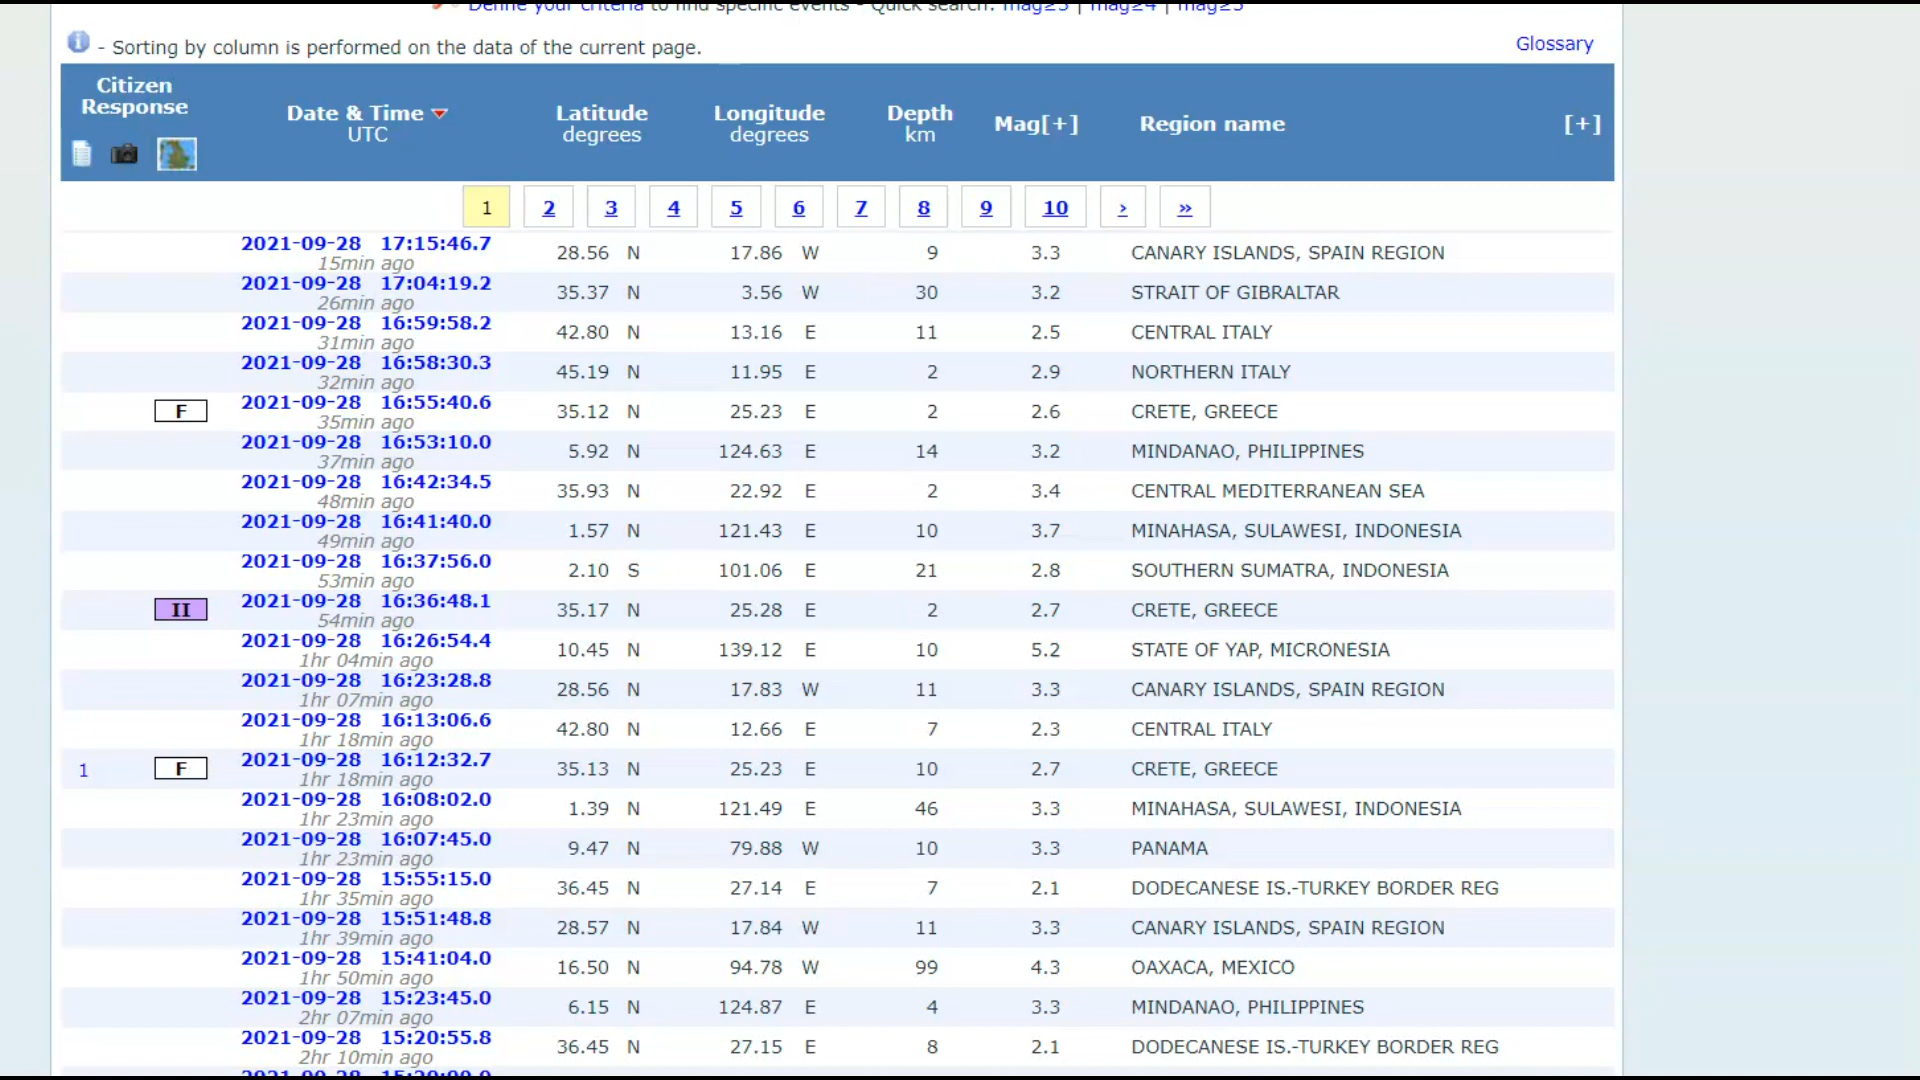 Define your criteria to find specific events - Quick search: mag≥3 | mag≥4 | mag≥5
- Sorting by column is performed on the data of the current page.
Glossary
Citizen Response
Date & Time UTC
Latitude degrees
Longitude degrees
Depth km
Mag[+]
Region name
[+]
1 2 3 4 5 6 7 8 9 10 › »
2021-09-28 17:15:46.7 28.56 N 17.86 W 9 3.3 CANARY ISLANDS, SPAIN REGION
15min ago
2021-09-28 17:04:19.2 35.37 N 3.56 W 30 3.2 STRAIT OF GIBRALTAR
26min ago
2021-09-28 16:59:58.2 42.80 N 13.16 E 11 2.5 CENTRAL ITALY
31min ago
2021-09-28 16:58:30.3 45.19 N 11.95 E 2 2.9 NORTHERN ITALY
32min ago
F 2021-09-28 16:55:40.6 35.12 N 25.23 E 2 2.6 CRETE, GREECE
35min ago
2021-09-28 16:53:10.0 5.92 N 124.63 E 14 3.2 MINDANAO, PHILIPPINES
37min ago
2021-09-28 16:42:34.5 35.93 N 22.92 E 2 3.4 CENTRAL MEDITERRANEAN SEA
48min ago
2021-09-28 16:41:40.0 1.57 N 121.43 E 10 3.7 MINAHASA, SULAWESI, INDONESIA
49min ago
2021-09-28 16:37:56.0 2.10 S 101.06 E 21 2.8 SOUTHERN SUMATRA, INDONESIA
53min ago
II 2021-09-28 16:36:48.1 35.17 N 25.28 E 2 2.7 CRETE, GREECE
54min ago
2021-09-28 16:26:54.4 10.45 N 139.12 E 10 5.2 STATE OF YAP, MICRONESIA
1hr 04min ago
2021-09-28 16:23:28.8 28.56 N 17.83 W 11 3.3 CANARY ISLANDS, SPAIN REGION
1hr 07min ago
2021-09-28 16:13:06.6 42.80 N 12.66 E 7 2.3 CENTRAL ITALY
1hr 18min ago
1 F 2021-09-28 16:12:32.7 35.13 N 25.23 E 10 2.7 CRETE, GREECE
1hr 18min ago
2021-09-28 16:08:02.0 1.39 N 121.49 E 46 3.3 MINAHASA, SULAWESI, INDONESIA
1hr 23min ago
2021-09-28 16:07:45.0 9.47 N 79.88 W 10 3.3 PANAMA
1hr 23min ago
2021-09-28 15:55:15.0 36.45 N 27.14 E 7 2.1 DODECANESE IS.-TURKEY BORDER REG
1hr 35min ago
2021-09-28 15:51:48.8 28.57 N 17.84 W 11 3.3 CANARY ISLANDS, SPAIN REGION
1hr 39min ago
2021-09-28 15:41:04.0 16.50 N 94.78 W 99 4.3 OAXACA, MEXICO
1hr 50min ago
2021-09-28 15:23:45.0 6.15 N 124.87 E 4 3.3 MINDANAO, PHILIPPINES
2hr 07min ago
2021-09-28 15:20:55.8 36.45 N 27.15 E 8 2.1 DODECANESE IS.-TURKEY BORDER REG
2hr 10min ago